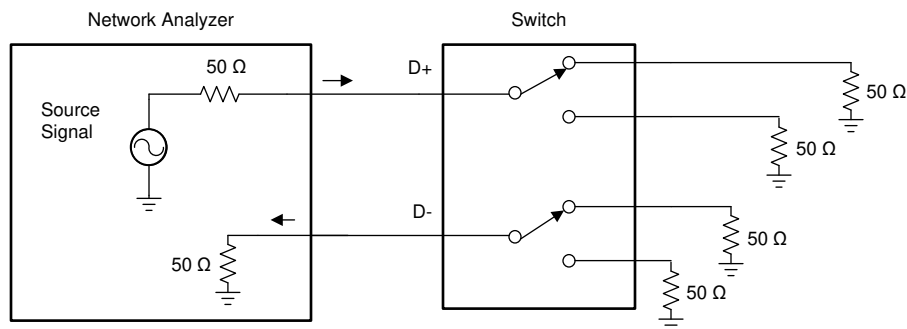 Network Analyzer
Switch
50 Ω
D+
Source
Signal
50 Ω
50 Ω
D-
50 Ω
50 Ω
50 Ω